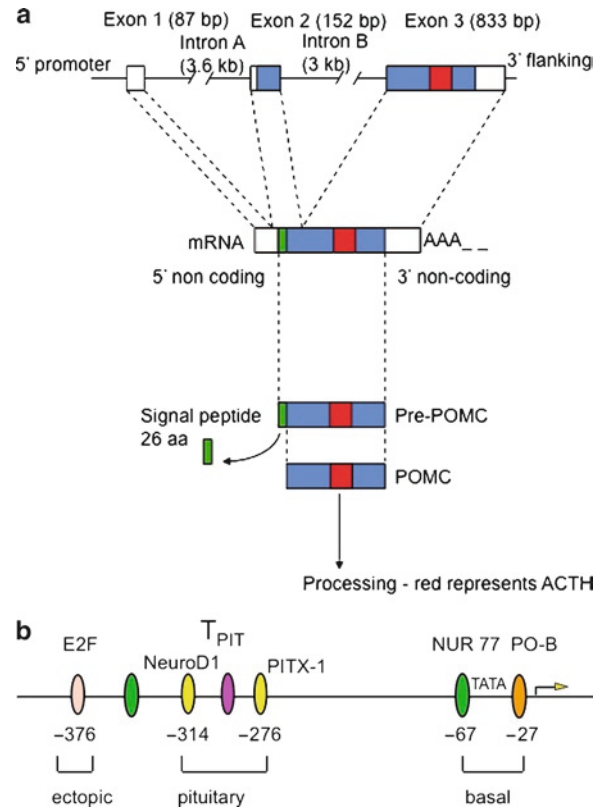 a
Exon 1 (87 bp) Exon 2 (152 bp) Exon 3 (833 bp)
Intron A Intron B
5' promoter (3.6 kb) (3 kb) 3' flanking
mRNA AAA_ _
5' non coding 3' non-coding
Signal peptide Pre-POMC
26 aa
POMC
Processing - red represents ACTH
b
E2F TPIT NUR 77 PO-B
NeuroD1 PITX-1 TATA
−376 −314 −276 −67 −27
ectopic pituitary basal